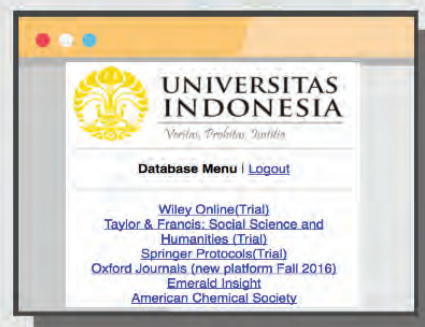 UNIVERSITAS
INDONESIA
Veritas, Probitas, Justitia
Database Menu | Logout
Wiley Online(Trial)
Taylor & Francis: Social Science and
Humanities (Trial)
Springer Protocols(Trial)
Oxford Journals (new platform Fall 2016)
Emerald Insight
American Chemical Society